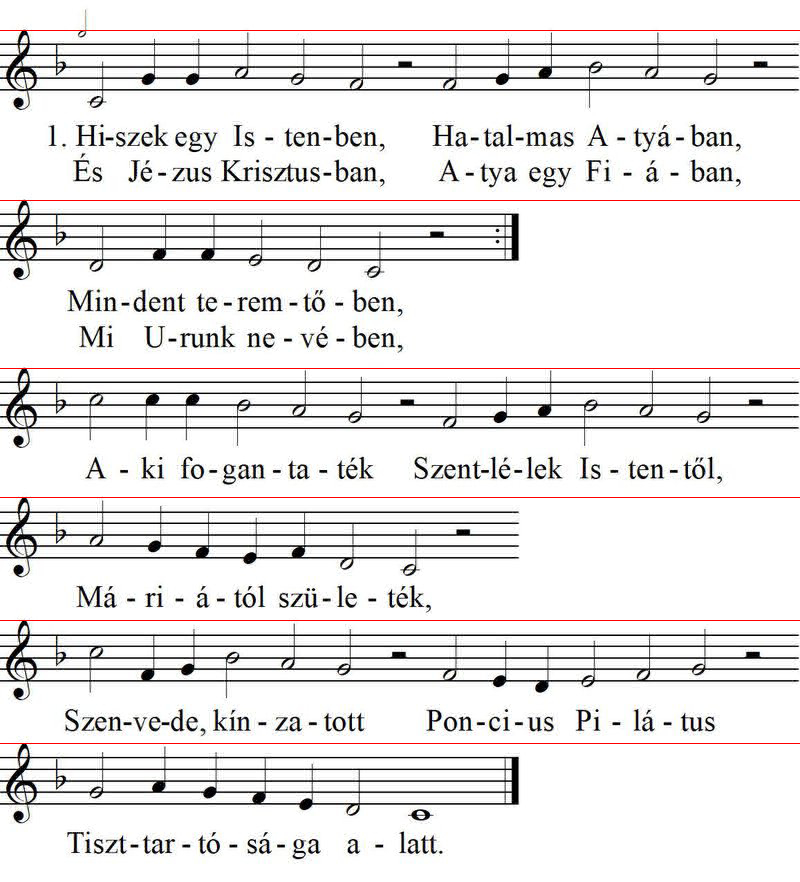 1. Hi-szek egy Is - ten-ben, Ha-tal-mas A - tyá-ban,
És Jé-zus Krisztus-ban, A-tya egy Fi - á - ban,
Min-dent te-rem-tő-ben,
Mi U-runk ne-vé-ben,
A - ki fo-gan-ta-ték Szent-lé-lek Is-ten-től,
Má - ri - á - tól szü-le - ték,
Szen-ve-de, kín-za-tott Pon-ci-us Pi - lá - tus
Tiszt-tar-tó-sá-ga a - latt.